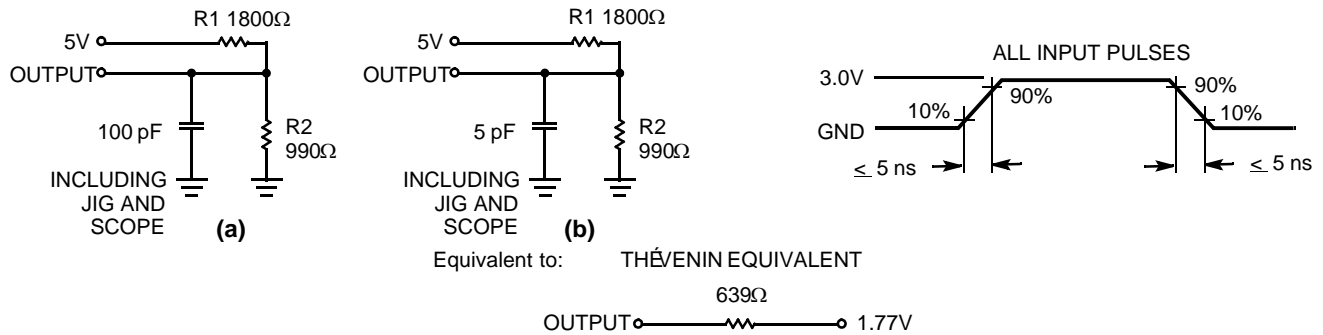 R1 1800Ω
5V
OUTPUT
100 pF
R2
990Ω
INCLUDING
JIG AND
SCOPE
(a)
R1 1800Ω
5V
OUTPUT
5 pF
R2
990Ω
INCLUDING
JIG AND
SCOPE
(b)
ALL INPUT PULSES
3.0V
90%
90%
10%
10%
GND
≤ 5 ns
≤ 5 ns
Equivalent to: THÉVENIN EQUIVALENT
639Ω
OUTPUT 1.77V